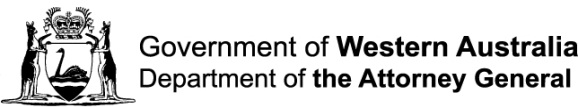 Government of Western Australia
Department of the Attorney General